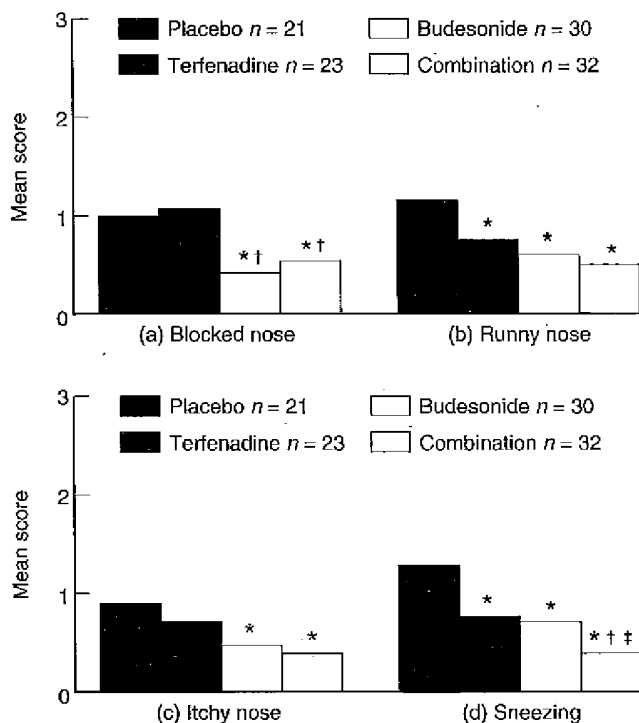 Placebo n = 21 Budesonide n = 30
Terfenadine n = 23 Combination n = 32
Mean score
3
2
1
0
* †
* †
*
*
*
(a) Blocked nose (b) Runny nose
Placebo n = 21 Budesonide n = 30
Terfenadine n = 23 Combination n = 32
Mean score
3
2
1
0
*
*
*
*
* † ‡
(c) Itchy nose (d) Sneezing